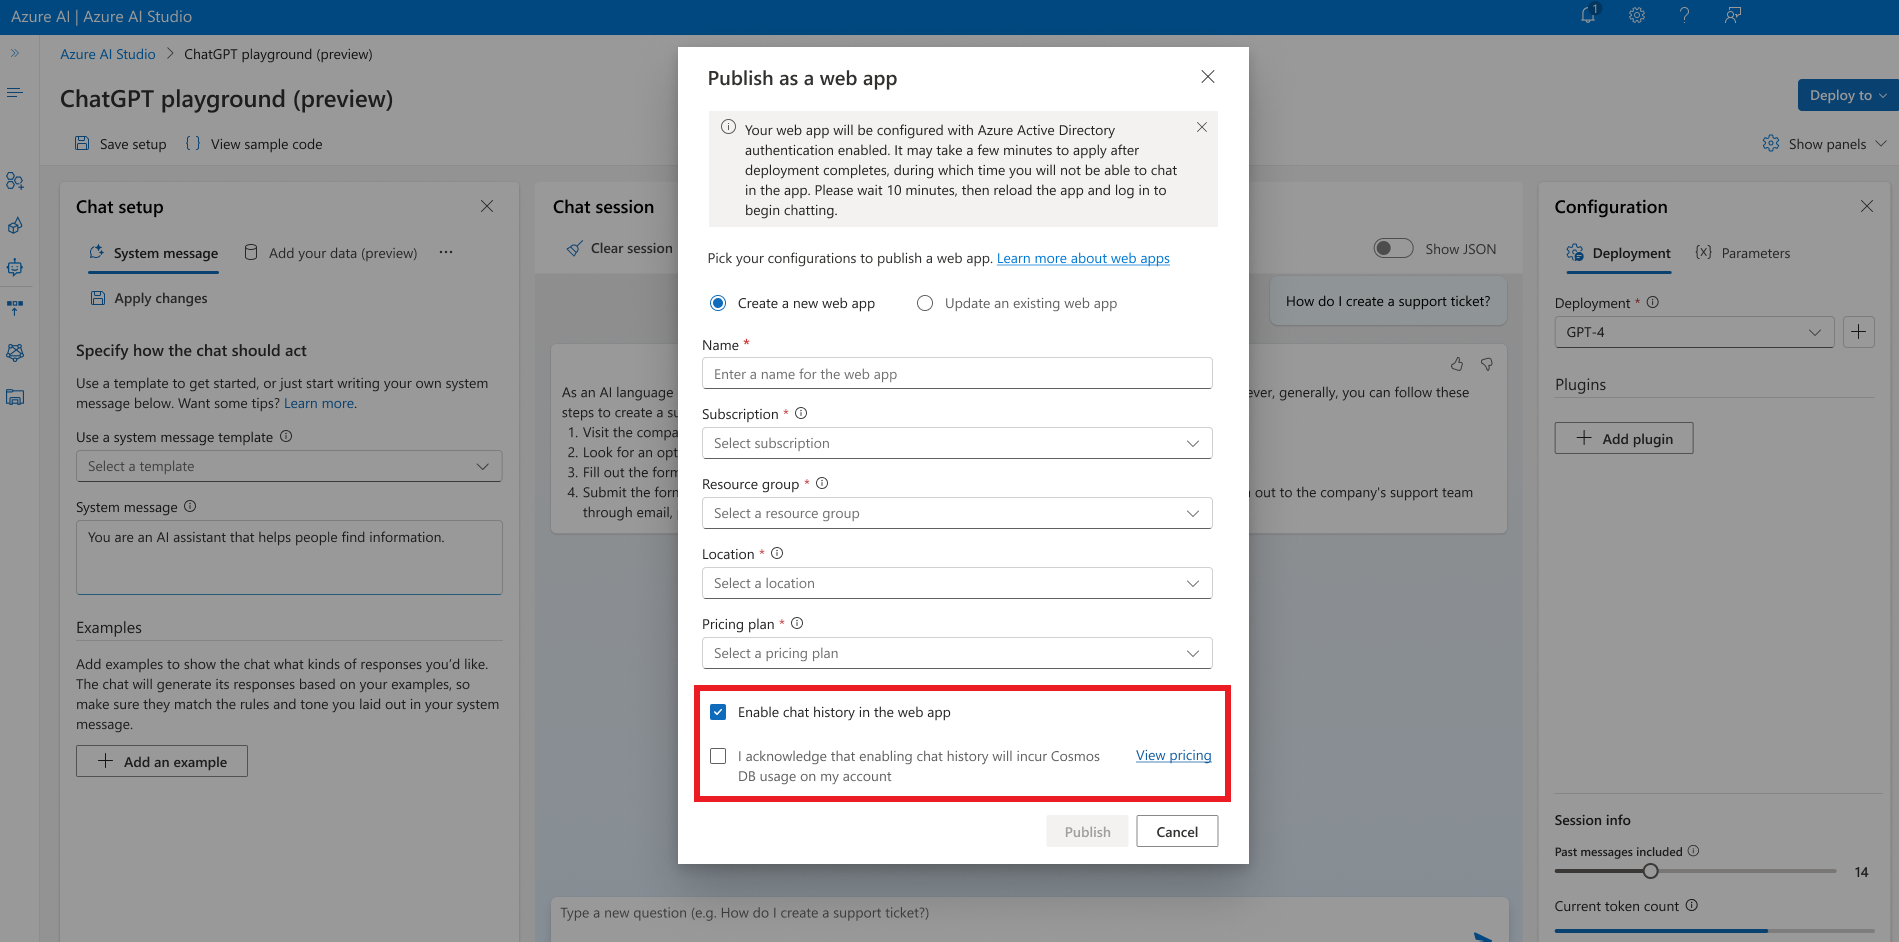 Azure AI | Azure AI Studio
1
Azure AI Studio > ChatGPT playground (preview)
ChatGPT playground (preview)
Deploy to
Save setup
{ } View sample code
Show panels
Chat setup
System message
Add your data (preview)
...
Apply changes
Specify how the chat should act
Use a template to get started, or just start writing your own system
message below. Want some tips? Learn more.
Use a system message template
Select a template
System message
You are an AI assistant that helps people find information.
Examples
Add examples to show the chat what kinds of responses you'd like.
The chat will generate its responses based on your examples, so
make sure they match the rules and tone you laid out in your system
message.
Add an example
Chat session
Clear session
Show JSON
How do I create a support ticket?
As an AI language
ever, generally, you can follow these
steps to create a su
1. Visit the compa
2. Look for an opt
3. Fill out the form
4. Submit the form
out to the company's support team
through email,
Type a new question (e.g. How do I create a support ticket?)
Publish as a web app
Your web app will be configured with Azure Active Directory
authentication enabled. It may take a few minutes to apply after
deployment completes, during which time you will not be able to chat
in the app. Please wait 10 minutes, then reload the app and log in to
begin chatting.
Pick your configurations to publish a web app. Learn more about web apps
Create a new web app
Update an existing web app
Name *
Enter a name for the web app
Subscription *
Select subscription
Resource group *
Select a resource group
Location *
Select a location
Pricing plan *
Select a pricing plan
Enable chat history in the web app
I acknowledge that enabling chat history will incur Cosmos
DB usage on my account
View pricing
Publish
Cancel
Configuration
Deployment
{x} Parameters
Deployment *
GPT-4
Plugins
Add plugin
Session info
Past messages included
14
Current token count